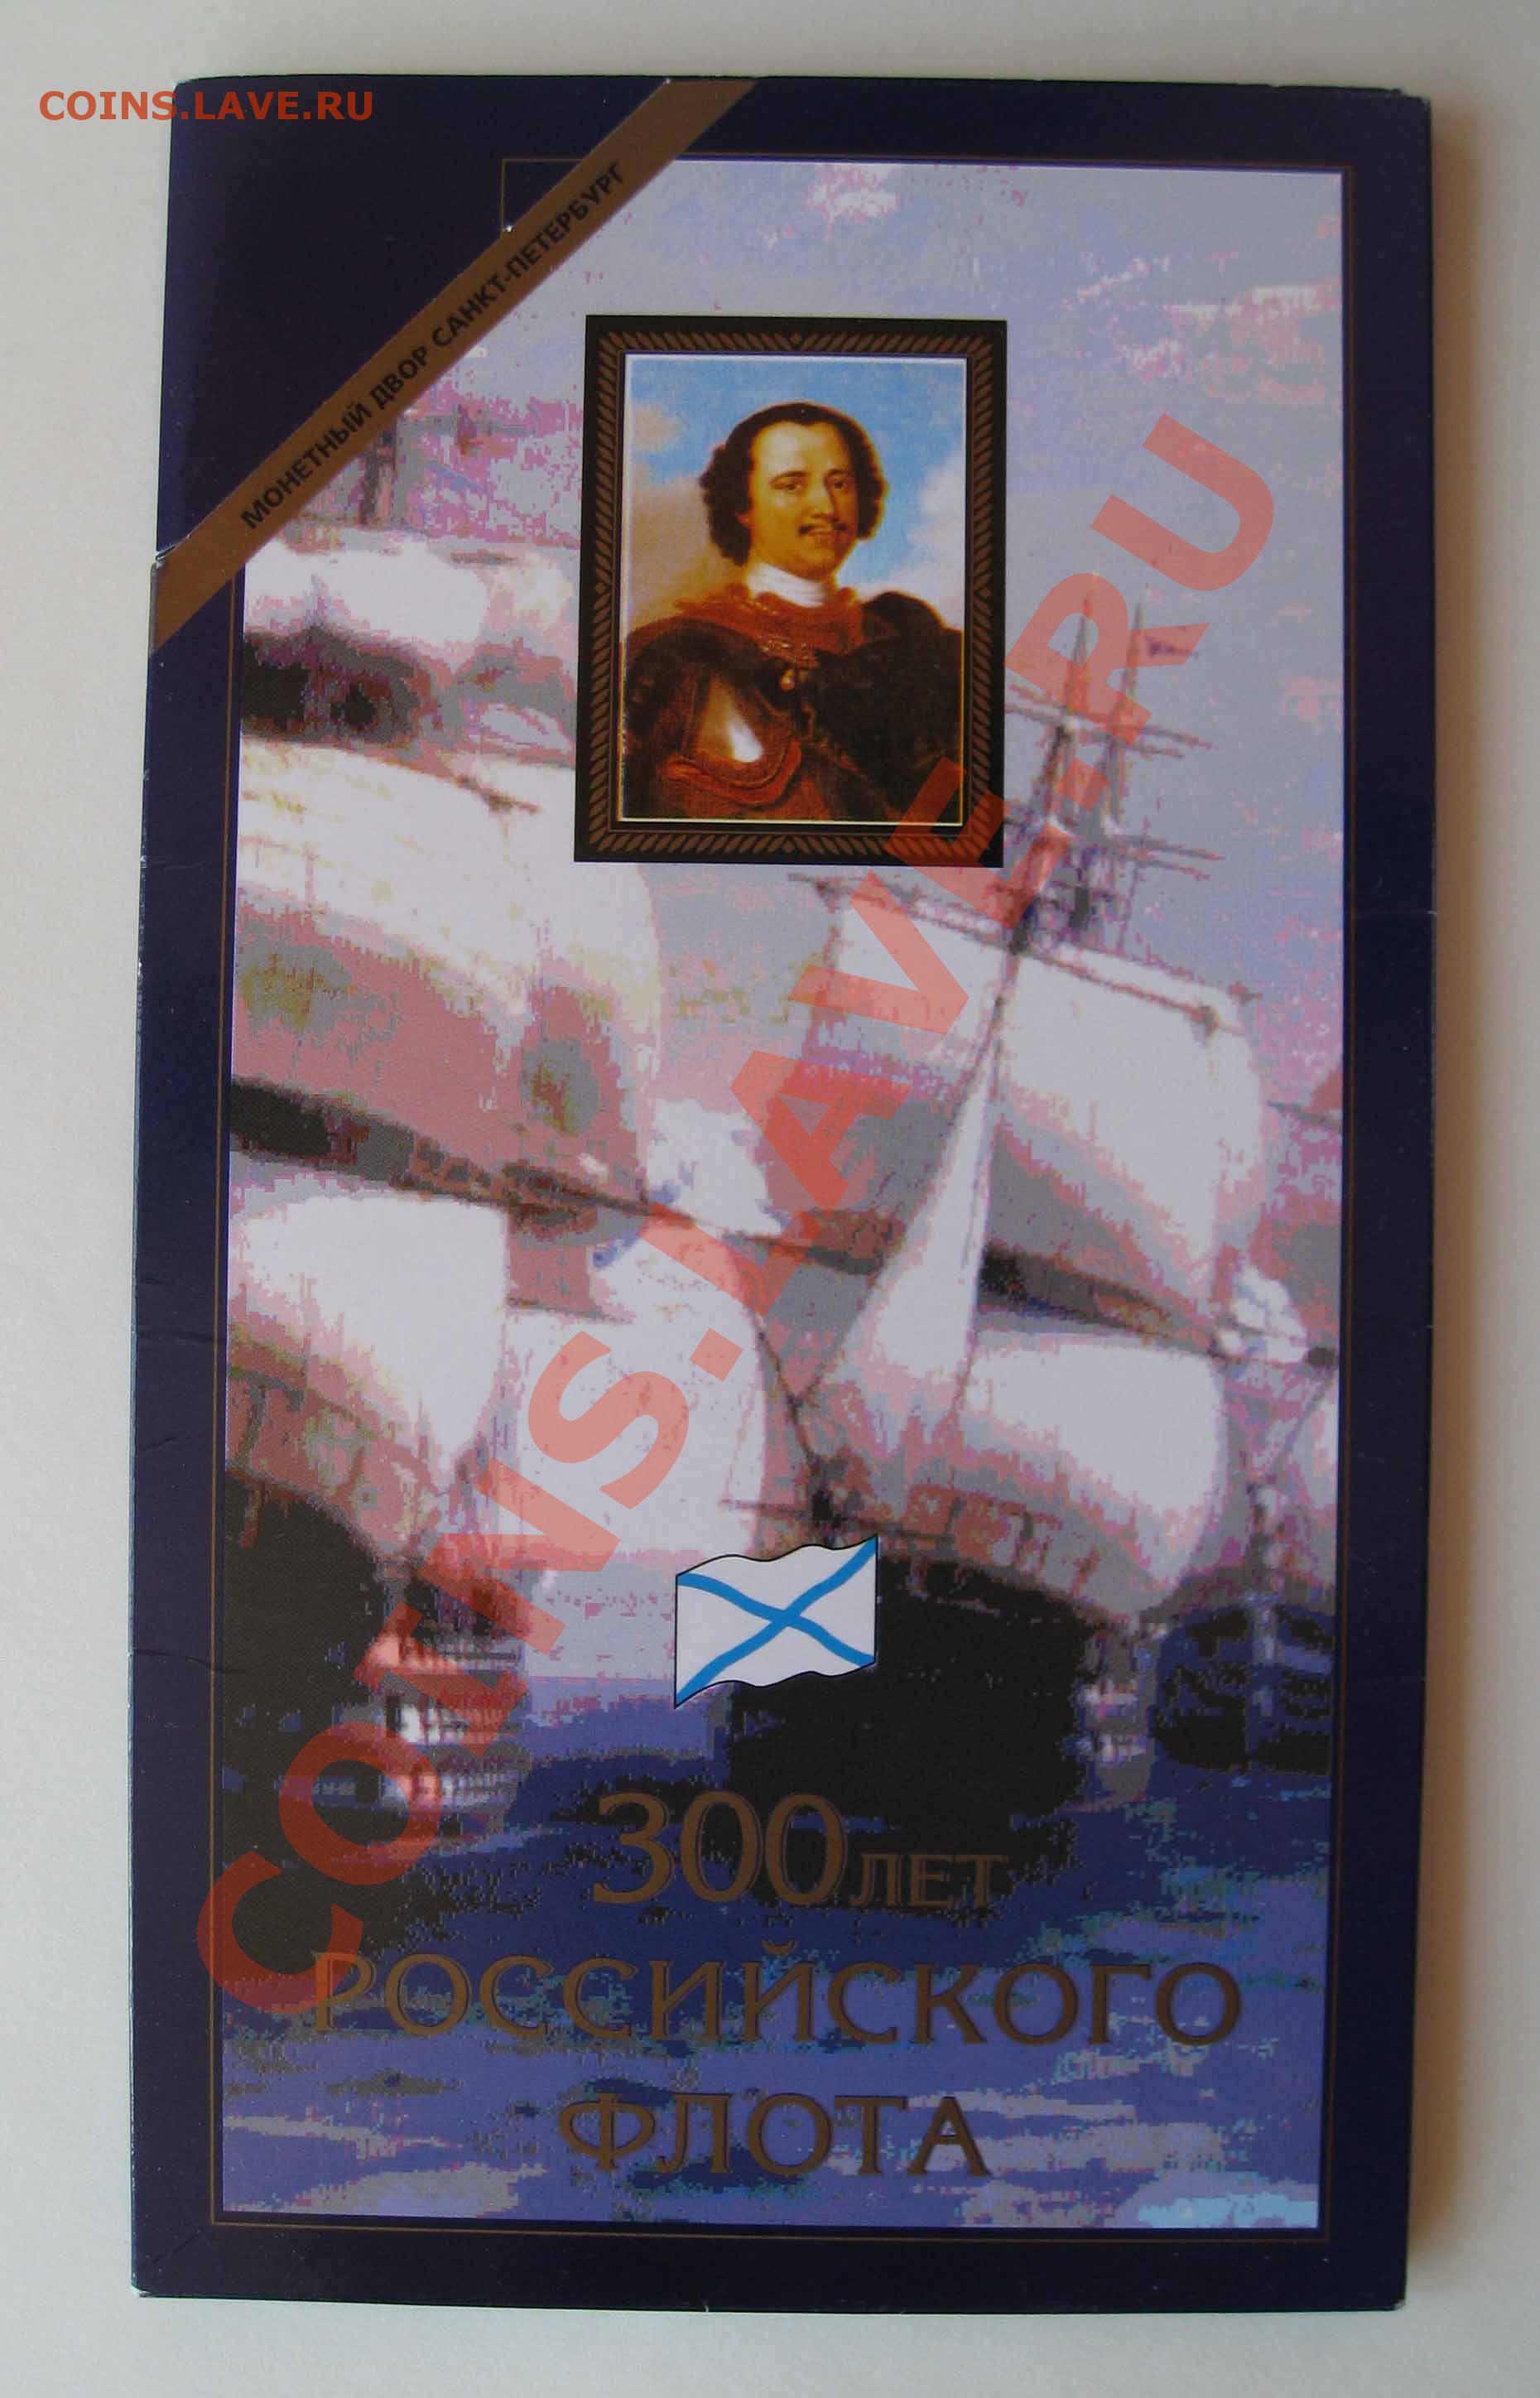 COINS.LAVE.RU
МОНЕТНЫЙ ДВОР САНКТ-ПЕТЕРБУРГ
COINS.LAVE.RU
300 ЛЕТ
РОССИЙСКОГО
ФЛОТА